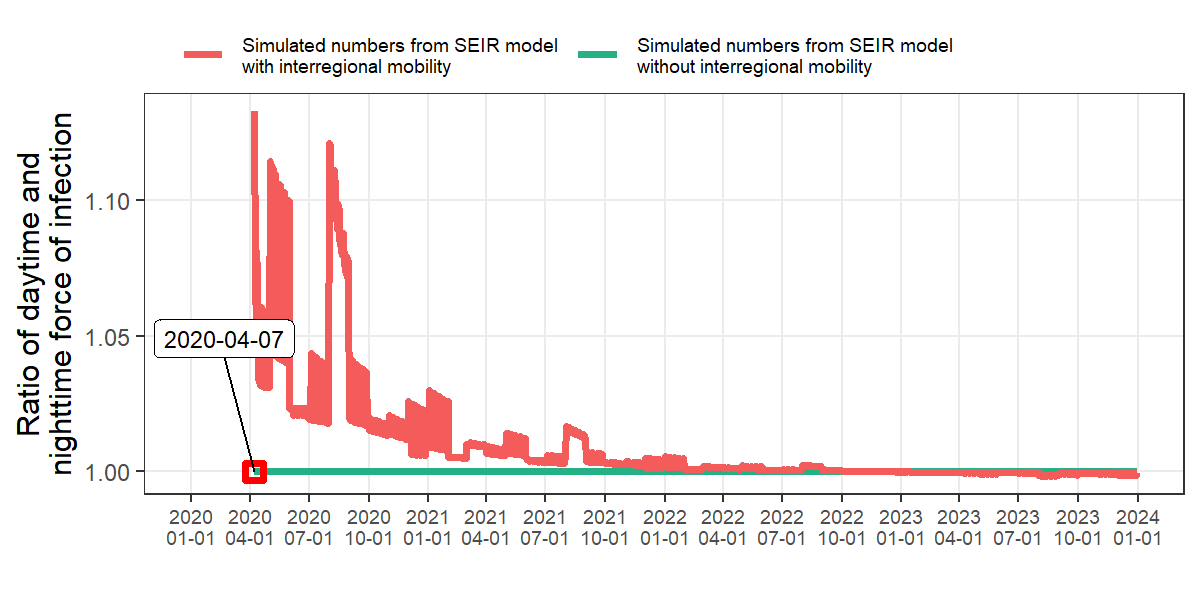 Simulated numbers from SEIR model
with interregional mobility
Simulated numbers from SEIR model
without interregional mobility
Ratio of daytime and
nighttime force of infection
1.10
1.05
1.00
2020-04-07
2020 2020 2020 2020 2021 2021 2021 2021 2022 2022 2022 2022 2023 2023 2023 2023 2024
01-01 04-01 07-01 10-01 01-01 04-01 07-01 10-01 01-01 04-01 07-01 10-01 01-01 04-01 07-01 10-01 01-01